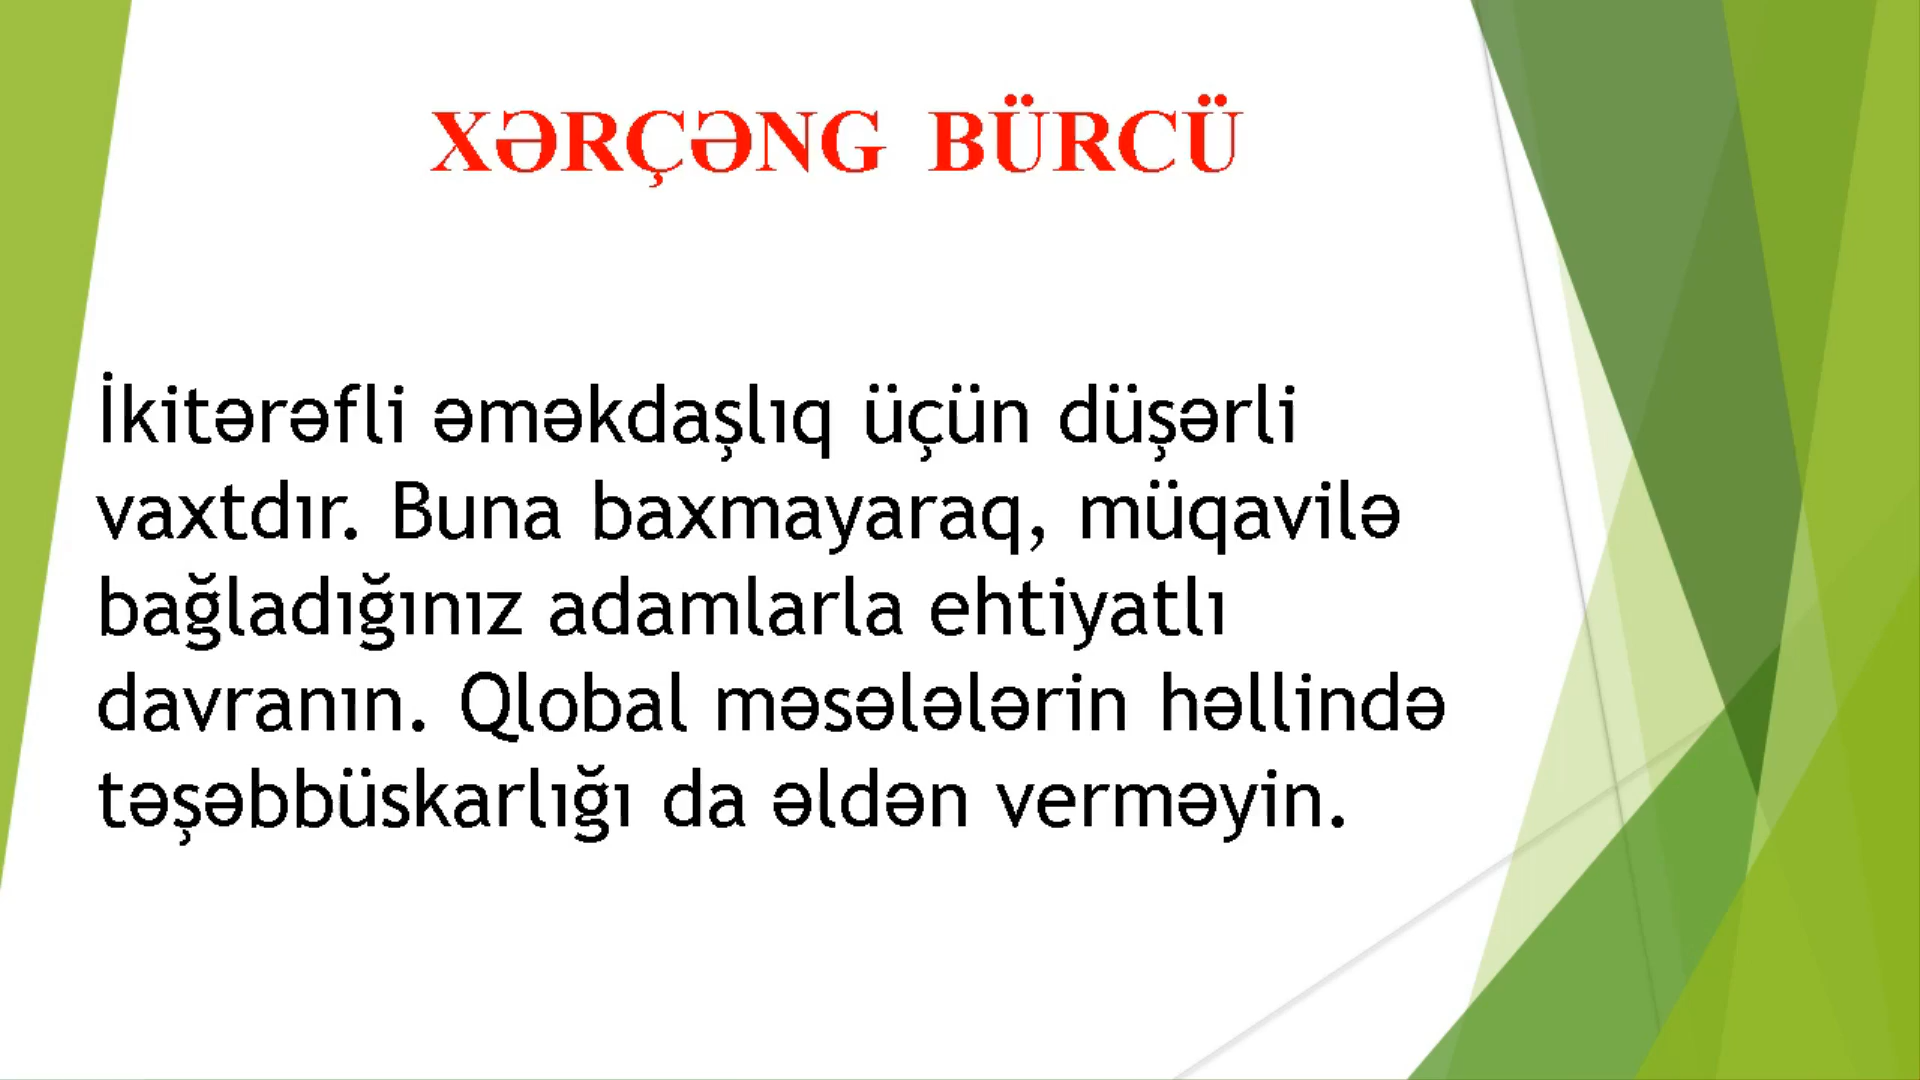 XƏRÇƏNG BÜRCÜ
İkitərəfli əməkdaşlıq üçün düşərli
vaxtdır. Buna baxmayaraq, müqavilə
bağladığınız adamlarla ehtiyatlı
davranın. Qlobal məsələlərin həllində
təşəbbüskarlığı da əldən verməyin.